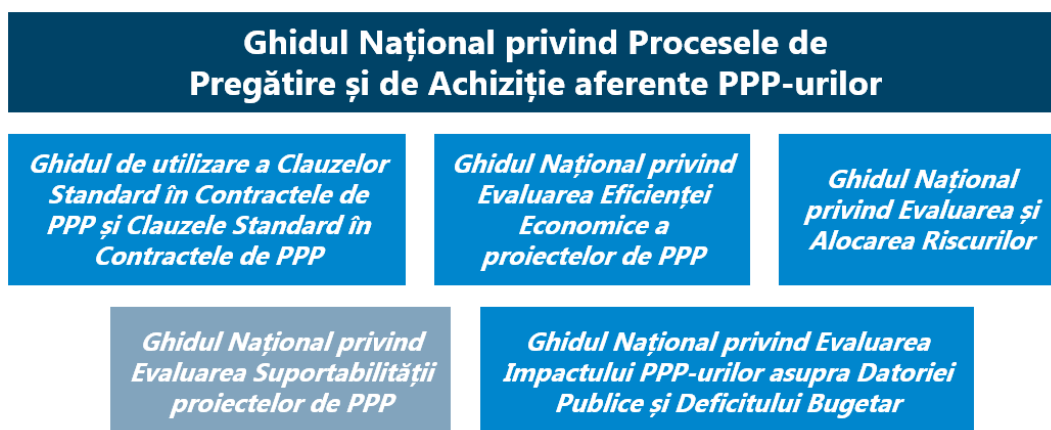 Ghidul Național privind Procesele de
Pregătire și de Achiziție aferente PPP-urilor
Ghidul de utilizare a Clauzelor
Standard în Contractele de
PPP și Clauzele Standard în
Contractele de PPP
Ghidul Național privind
Evaluarea Eficienței
Economice a
proiectelor de PPP
Ghidul Național
privind Evaluarea și
Alocarea Riscurilor
Ghidul Național privind
Evaluarea Suportabilității
proiectelor de PPP
Ghidul Național privind Evaluarea
Impactului PPP-urilor asupra Datoriei
Publice și Deficitului Bugetar